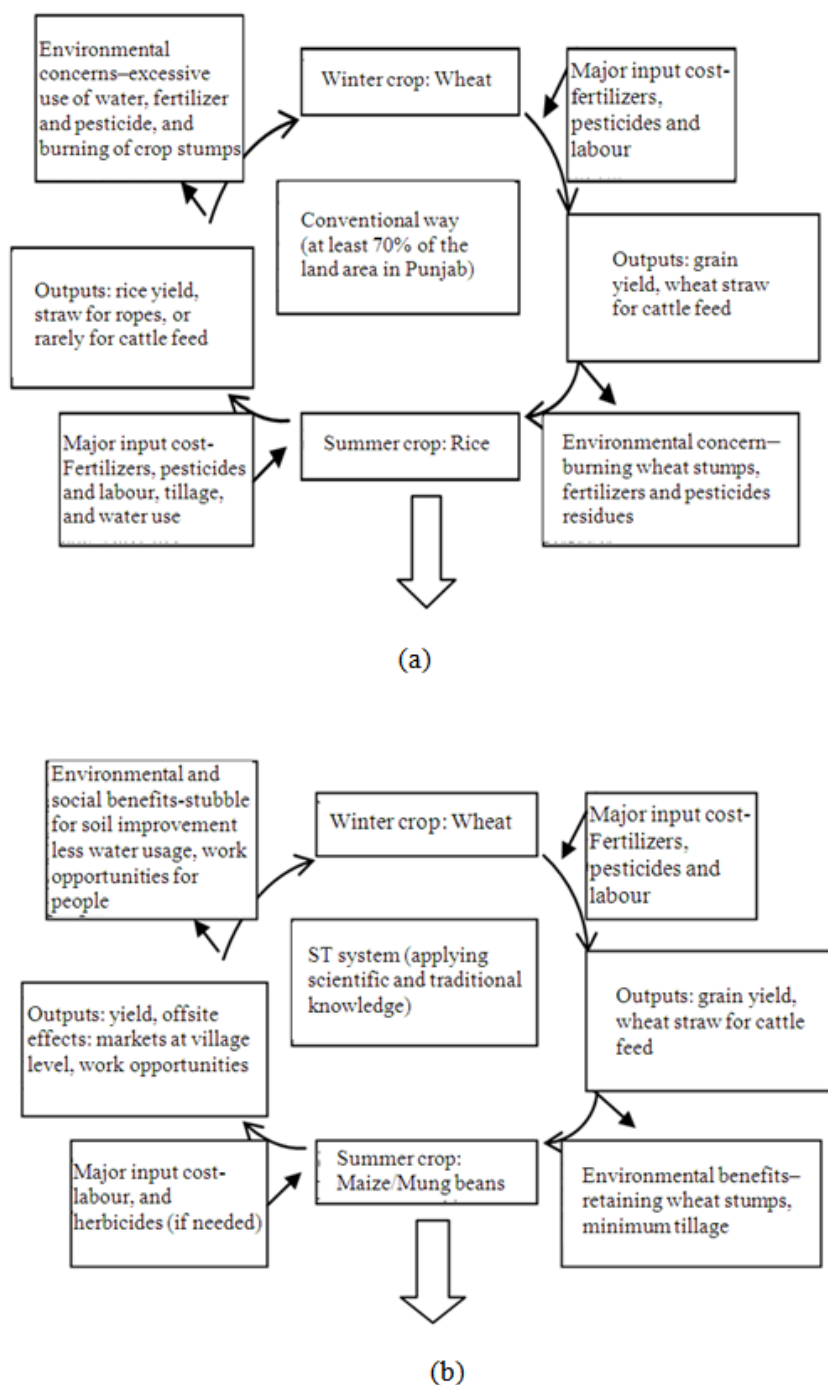 Environmental
concerns–excessive
use of water, fertilizer
and pesticide, and
burning of crop stumps
Winter crop: Wheat
Major input cost-
fertilizers,
pesticides and
labour
Conventional way
(at least 70% of the
land area in Punjab)
Outputs: rice yield,
straw for ropes, or
rarely for cattle feed
Outputs: grain
yield, wheat straw
for cattle feed
Major input cost-
Fertilizers, pesticides
and labour, tillage,
and water use
Summer crop: Rice
Environmental concern–
burning wheat stumps,
fertilizers and pesticides
residues
(a)
Environmental and
social benefits-stubble
for soil improvement
less water usage, work
opportunities for
people
Winter crop: Wheat
Major input cost-
Fertilizers,
pesticides and
labour
ST system (applying
scientific and traditional
knowledge)
Outputs: yield, offsite
effects: markets at village
level, work opportunities
Outputs: grain yield,
wheat straw for cattle
feed
Major input cost-
labour, and
herbicides (if needed)
Summer crop:
Maize/Mung beans
Environmental benefits–
retaining wheat stumps,
minimum tillage
(b)